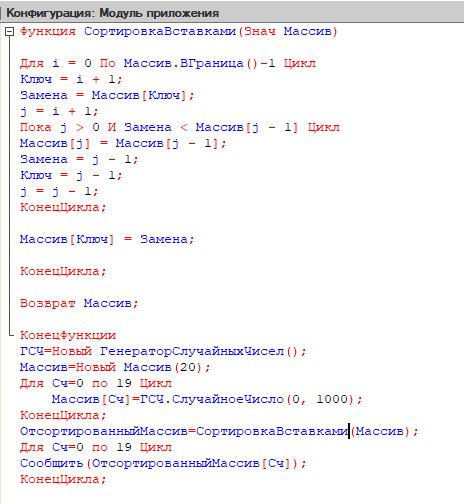 Конфигурация: Модуль приложения
Функция СортировкаВставками(Знач Массив)
Для i = 0 По Массив.ВГраница()-1 Цикл
Ключ = i + 1;
Замена = Массив[Ключ];
j = i + 1;
Пока j > 0 И Замена < Массив[j - 1] Цикл
Массив[j] = Массив[j - 1];
Замена = j - 1;
Ключ = j - 1;
j = j - 1;
КонецЦикла;
Массив[Ключ] = Замена;
КонецЦикла;
Возврат Массив;
КонецФункции
ГСЧ=Новый ГенераторСлучайныхЧисел();
Массив=Новый Массив(20);
Для Сч=0 по 19 Цикл
Массив[Сч]=ГСЧ.СлучайноеЧисло(0, 1000);
КонецЦикла;
ОтсортированныйМассив=СортировкаВставками(Массив);
Для Сч=0 по 19 Цикл
Сообщить(ОтсортированныйМассив[Сч]);
КонецЦикла;